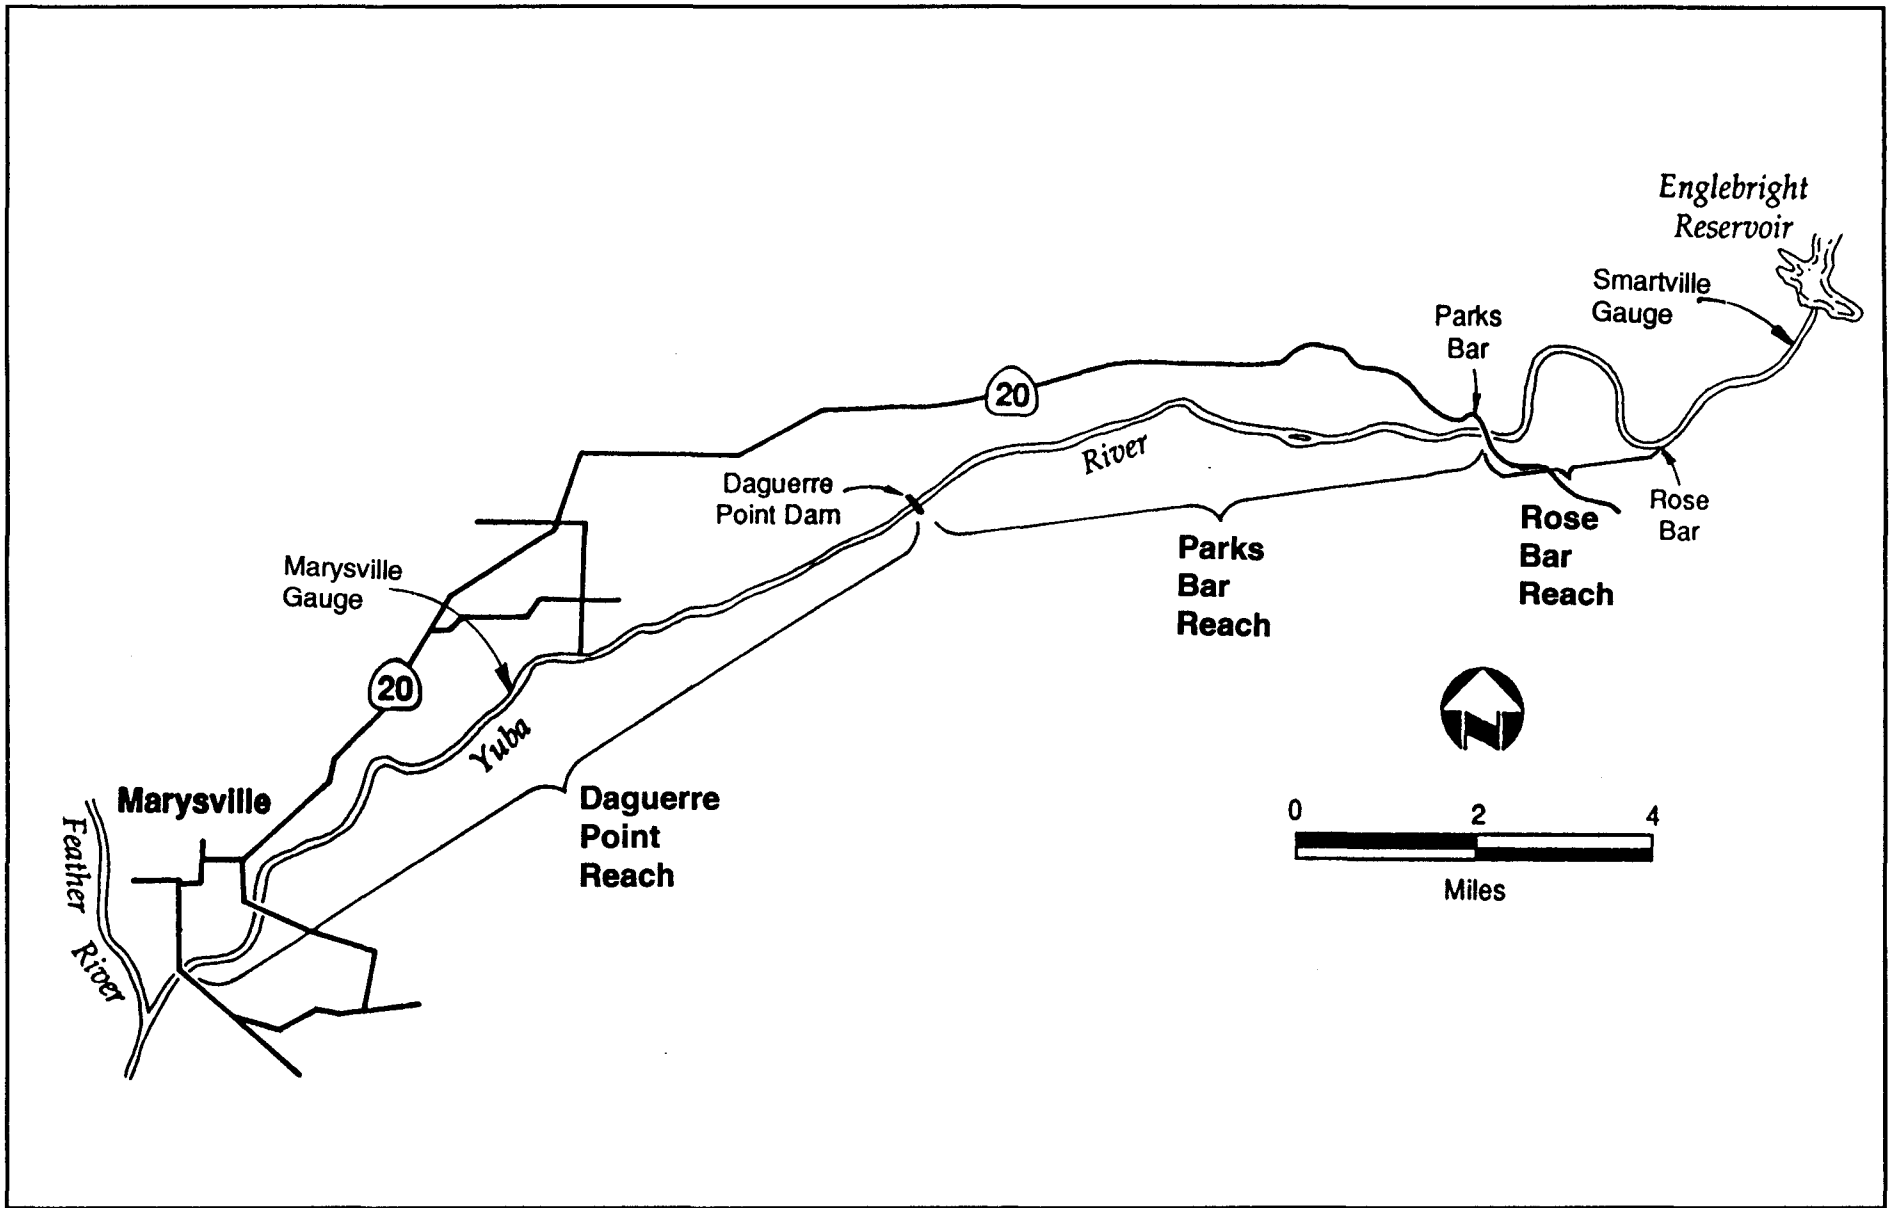 Englebright
Reservoir
Smartville
Gauge
Parks
Bar
20
River
Daguerre
Point Dam
Rose
Bar
Rose
Bar
Reach
Parks
Bar
Reach
Marysville
Gauge
20
Yuba
N
Marysville
Daguerre
Point
Reach
0 2 4
Miles
Feather
River